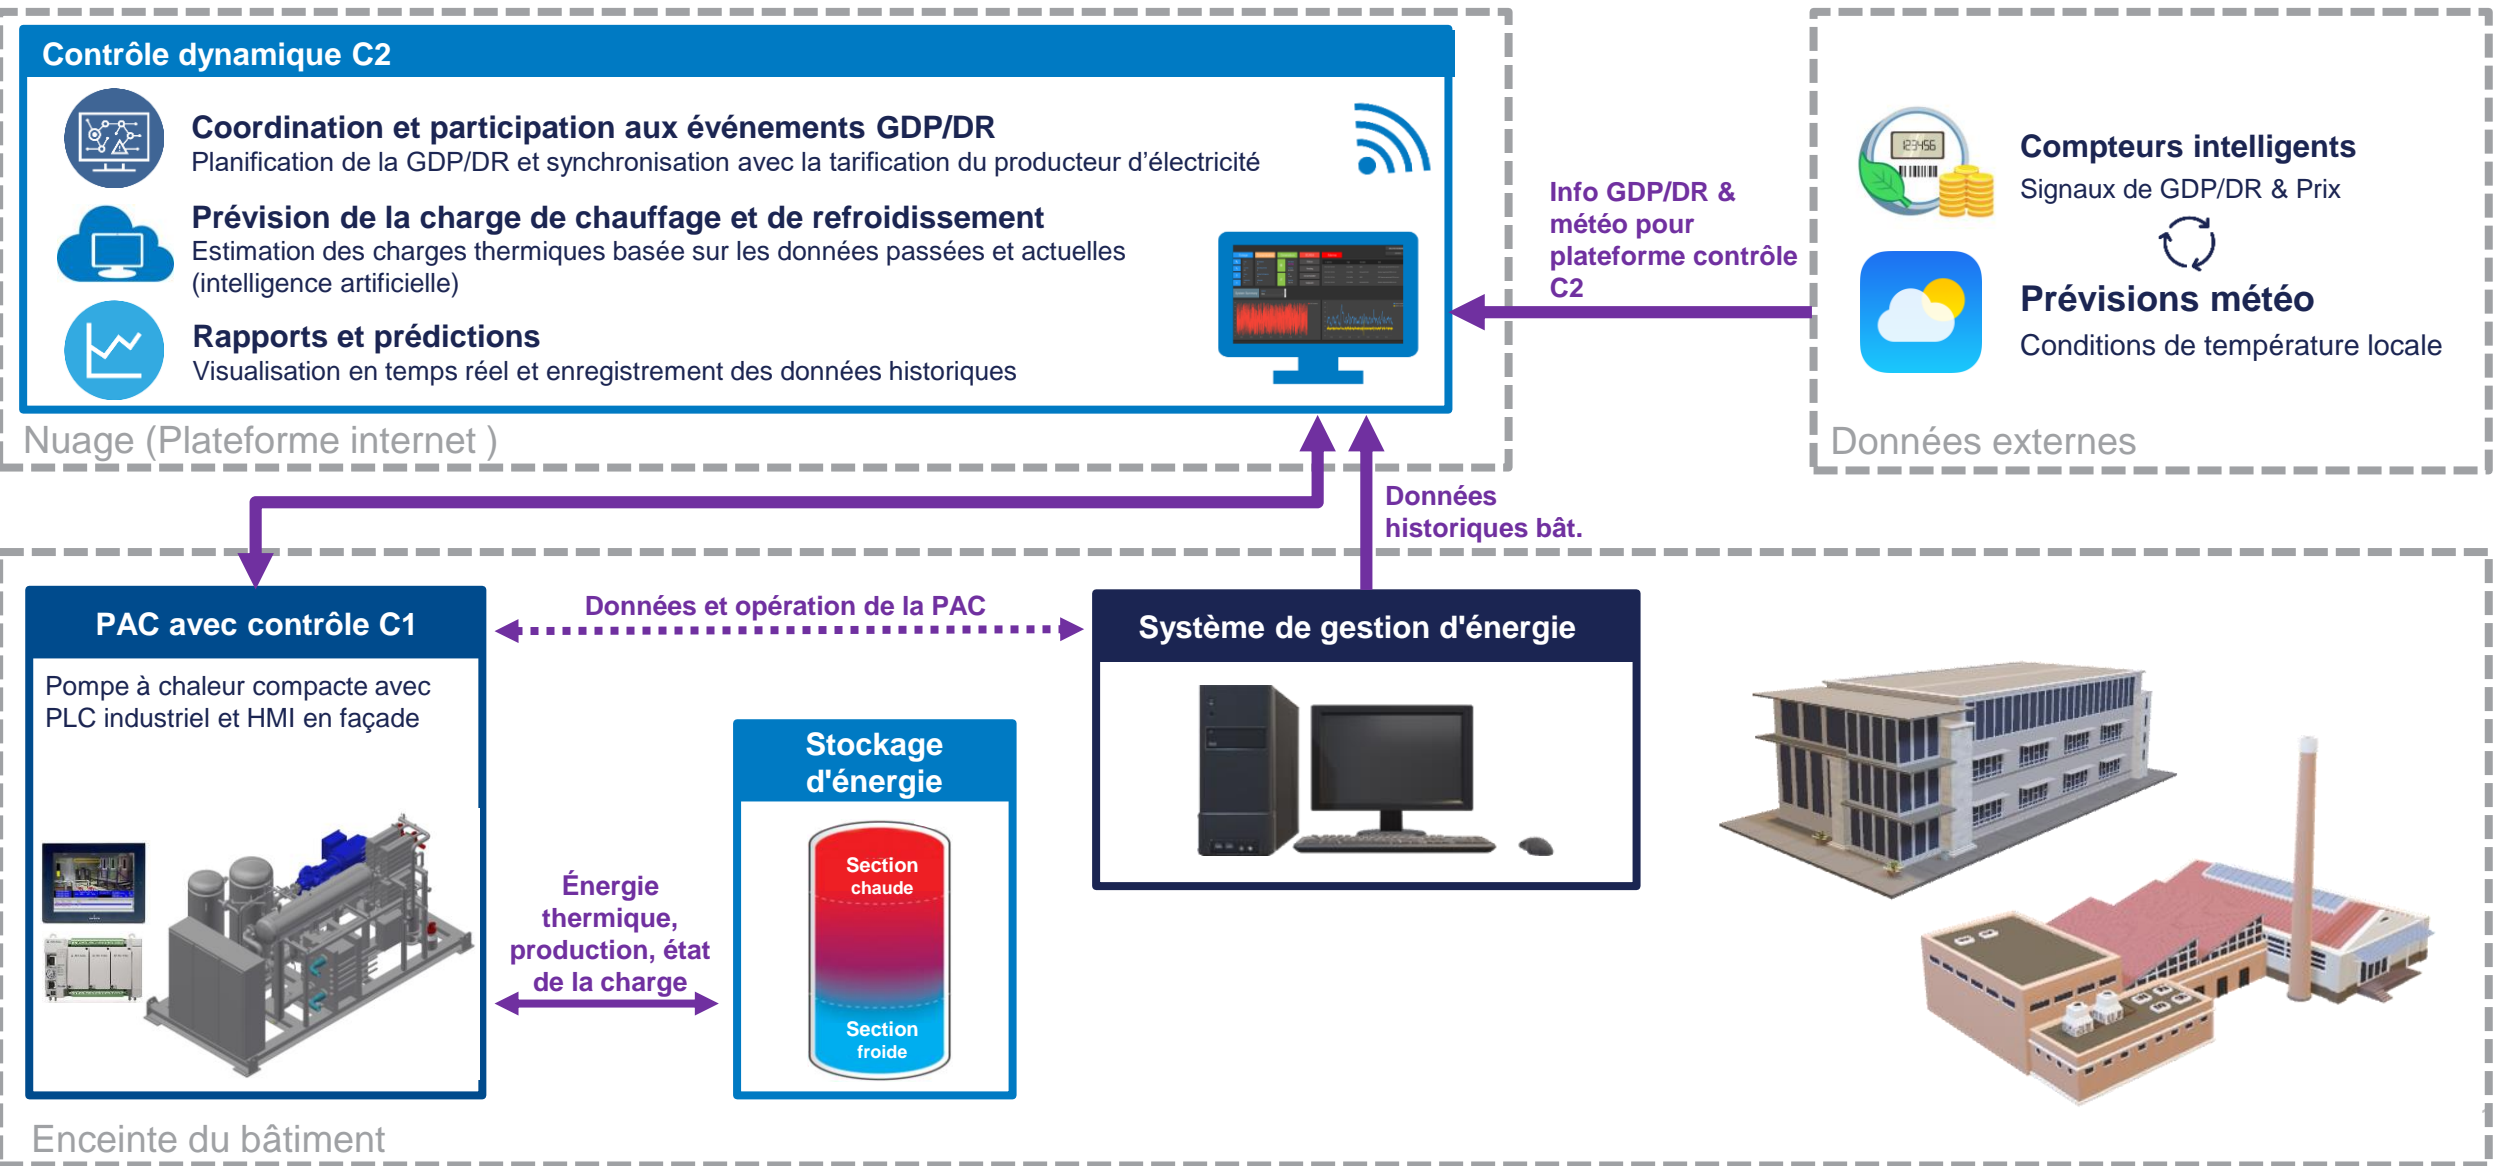 Contrôle dynamique C2
Coordination et participation aux événements GDP/DR
Planification de la GDP/DR et synchronisation avec la tarification du producteur d'électricité
Prévision de la charge de chauffage et de refroidissement
Estimation des charges thermiques basée sur les données passées et actuelles
(intelligence artificielle)
Rapports et prédictions
Visualisation en temps réel et enregistrement des données historiques
Nuage (Plateforme internet )
Info GDP/DR &
météo pour
plateforme contrôle
C2
123456
Compteurs intelligents
Signaux de GDP/DR & Prix
Prévisions météo
Conditions de température locale
Données externes
Données
historiques bât.
PAC avec contrôle C1
Pompe à chaleur compacte avec
PLC industriel et HMI en façade
Données et opération de la PAC
Système de gestion d'énergie
Stockage
d'énergie
Section
chaude
Section
froide
Énergie
thermique,
production, état
de la charge
Enceinte du bâtiment